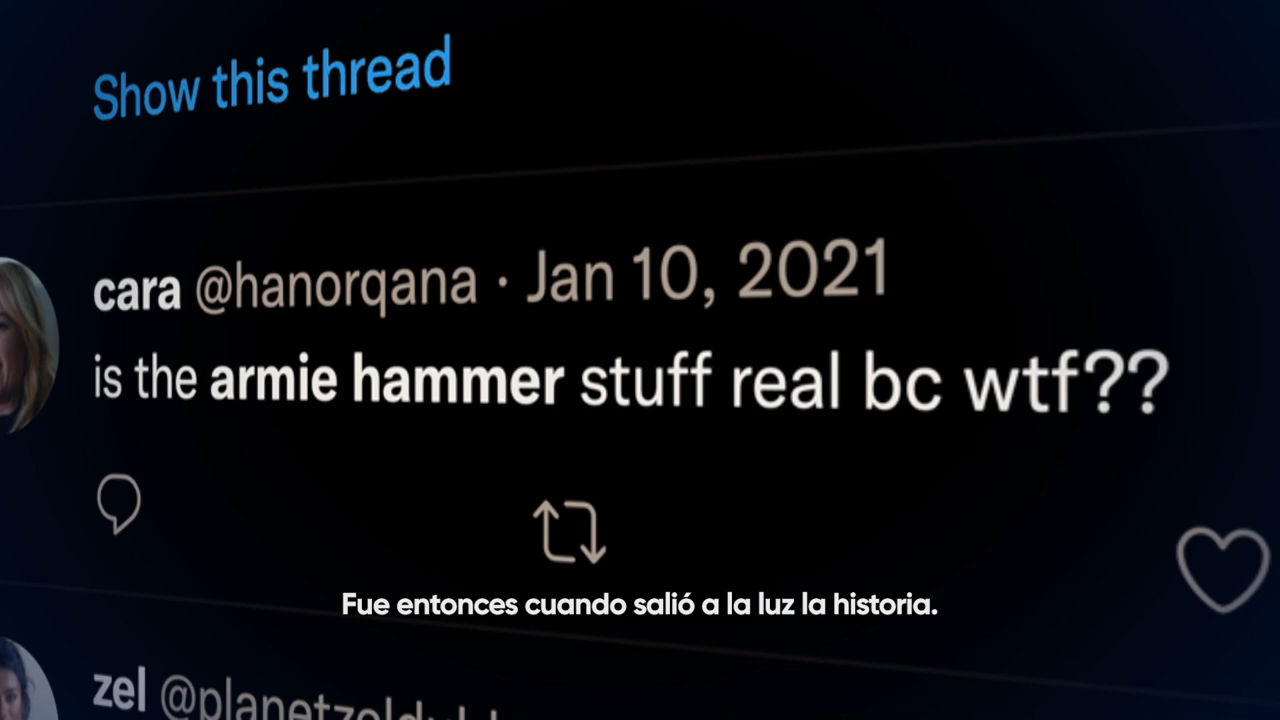 Show this thread
cara @hanorqana · Jan 10, 2021
is the armie hammer stuff real bc wtf??
Fue entonces cuando salió a la luz la historia.
zel